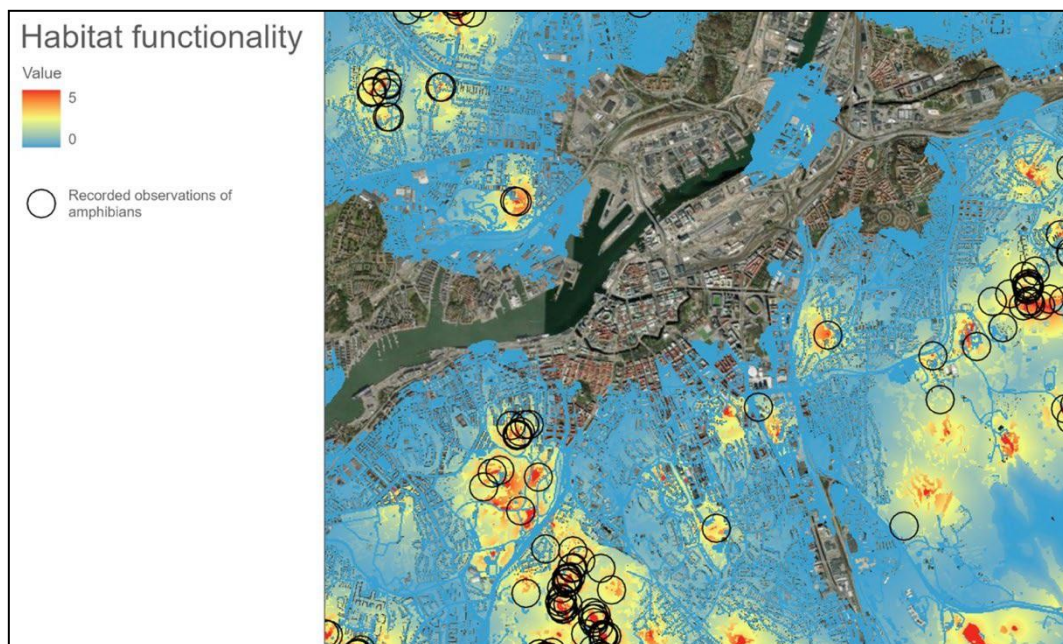 Habitat functionality
Value
5
0
Recorded observations of
amphibians